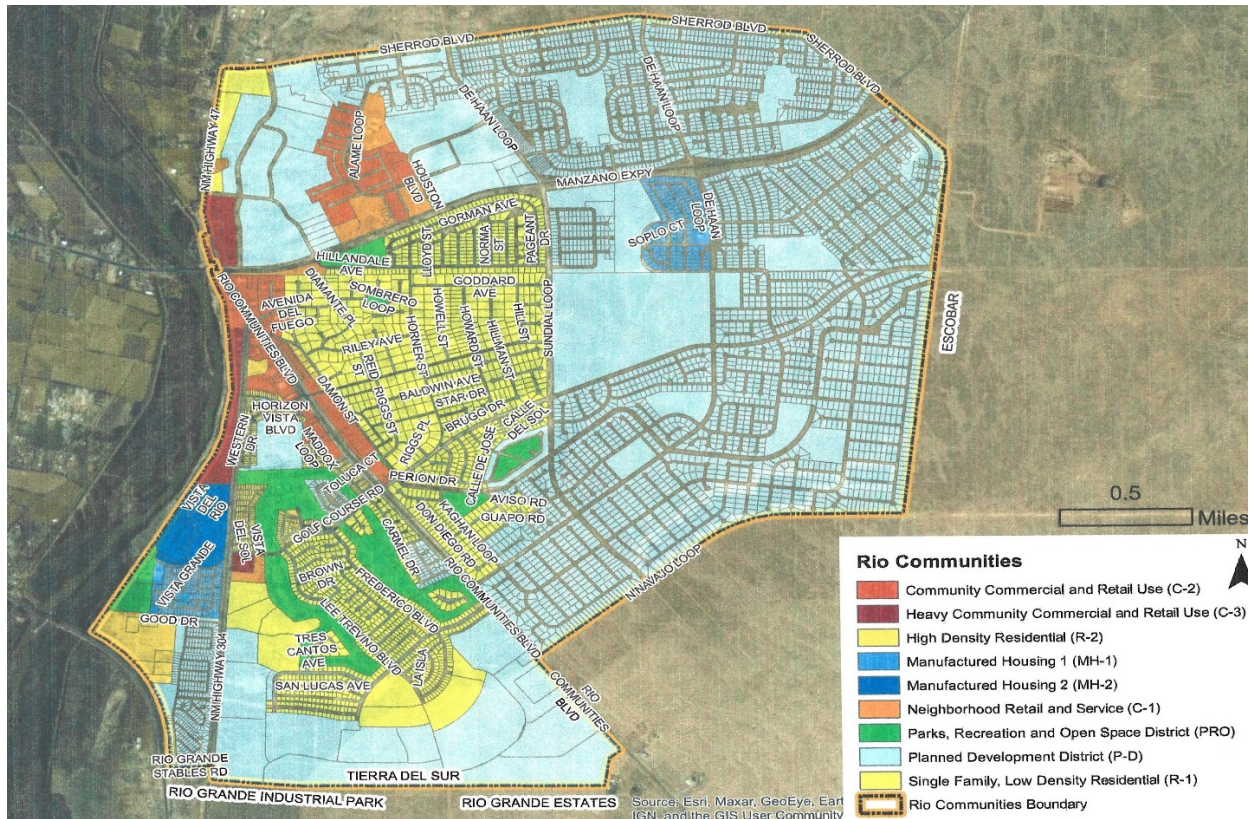 SHERROD BLVD
SHERROD BLVD
SHERROD BLVD
NM HIGHWAY 47
DE HAAN LOOP
DE HAAN LOOP
ALAME LOOP
HOUSTON BLVD
MANZANO EXPY
DE HAAN LOOP
SOPLO CT
GORMAN AVE
LLOYD ST
NORMA ST
PAGEANT DR
HILLANDALE AVE
GODDARD AVE
RIO COMMUNITIES BLVD
AVENIDA DEL FUEGO
DIAMANTE PL
SOMBRERO LOOP
HORNER ST
HOWELL ST
HOWARD ST
HILLMAN ST
HILL ST
SUNDIAL LOOP
ESCOBAR
RILEY AVE
REID ST
RIGGS ST
BALDWIN AVE
STAR DR
BRUGG DR
DAMON ST
RIGGS PL
CALLE DEL SOL
CALLE DE JOSE
HORIZON VISTA BLVD
WESTERN DR
MADDOX LOOP
TOLUCA CT
PERION DR
GOLF COURSE RD
AVISO RD
GUAPO RD
KAGHAN LOOP
DON DIEGO RD
CARMEL DR
RIO COMMUNITIES BLVD
VISTA DEL RIO
VISTA DEL SOL
VISTA GRANDE
BROWN DR
FREDERICO BLVD
LEE TREVINO BLVD
LA ISLA
GOOD DR
TRES CANTOS AVE
SAN LUCAS AVE
NM HIGHWAY 304
N'NAVAJO LOOP
RIO COMMUNITIES BLVD
RIO GRANDE STABLES RD
TIERRA DEL SUR
RIO GRANDE INDUSTRIAL PARK
RIO GRANDE ESTATES
0.5
Miles
N
Rio Communities
Community Commercial and Retail Use (C-2)
Heavy Community Commercial and Retail Use (C-3)
High Density Residential (R-2)
Manufactured Housing 1 (MH-1)
Manufactured Housing 2 (MH-2)
Neighborhood Retail and Service (C-1)
Parks, Recreation and Open Space District (PRO)
Planned Development District (P-D)
Single Family, Low Density Residential (R-1)
Rio Communities Boundary
Source: Esri, Maxar, GeoEye, Eart
IGN, and the GIS User Community